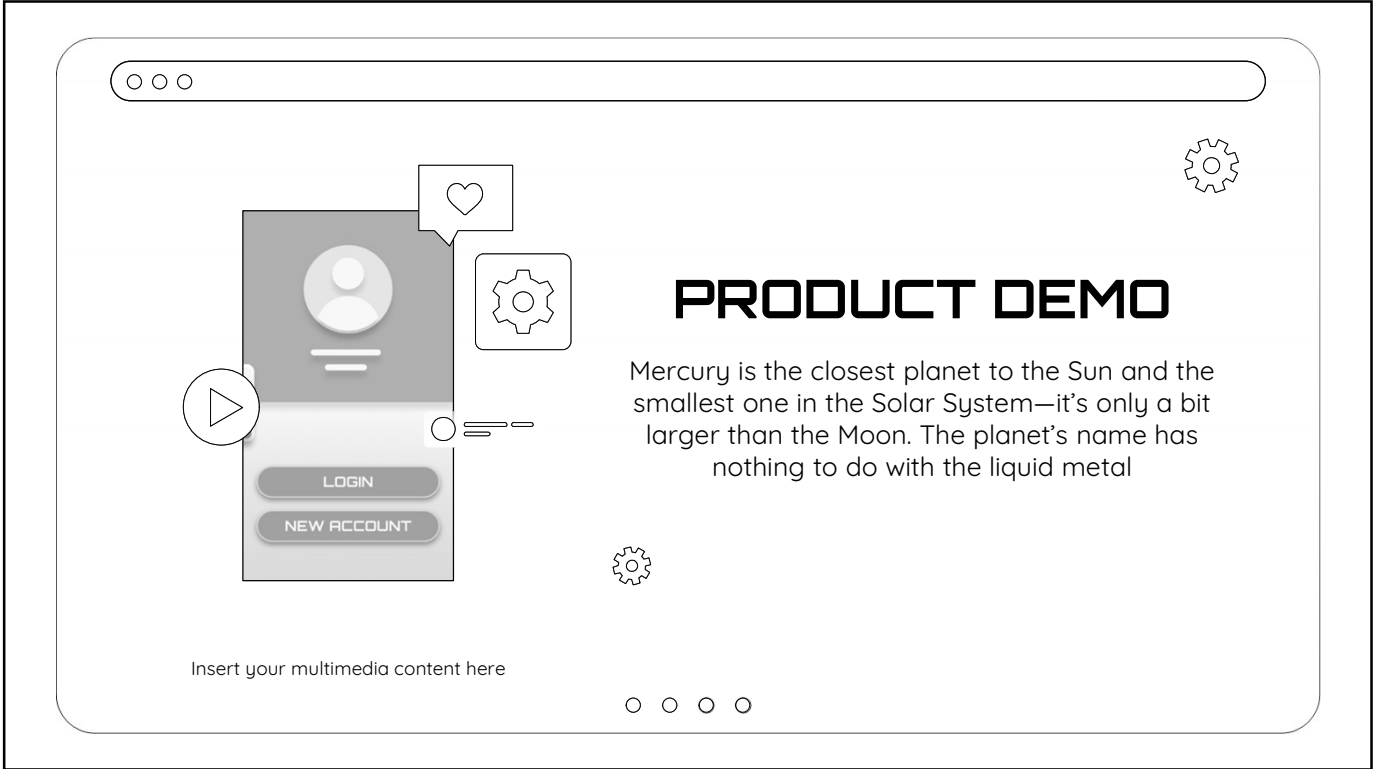 PRODUCT DEMO
Mercury is the closest planet to the Sun and the
smallest one in the Solar System—it’s only a bit
larger than the Moon. The planet’s name has
nothing to do with the liquid metal
LOGIN
NEW ACCOUNT
Insert your multimedia content here